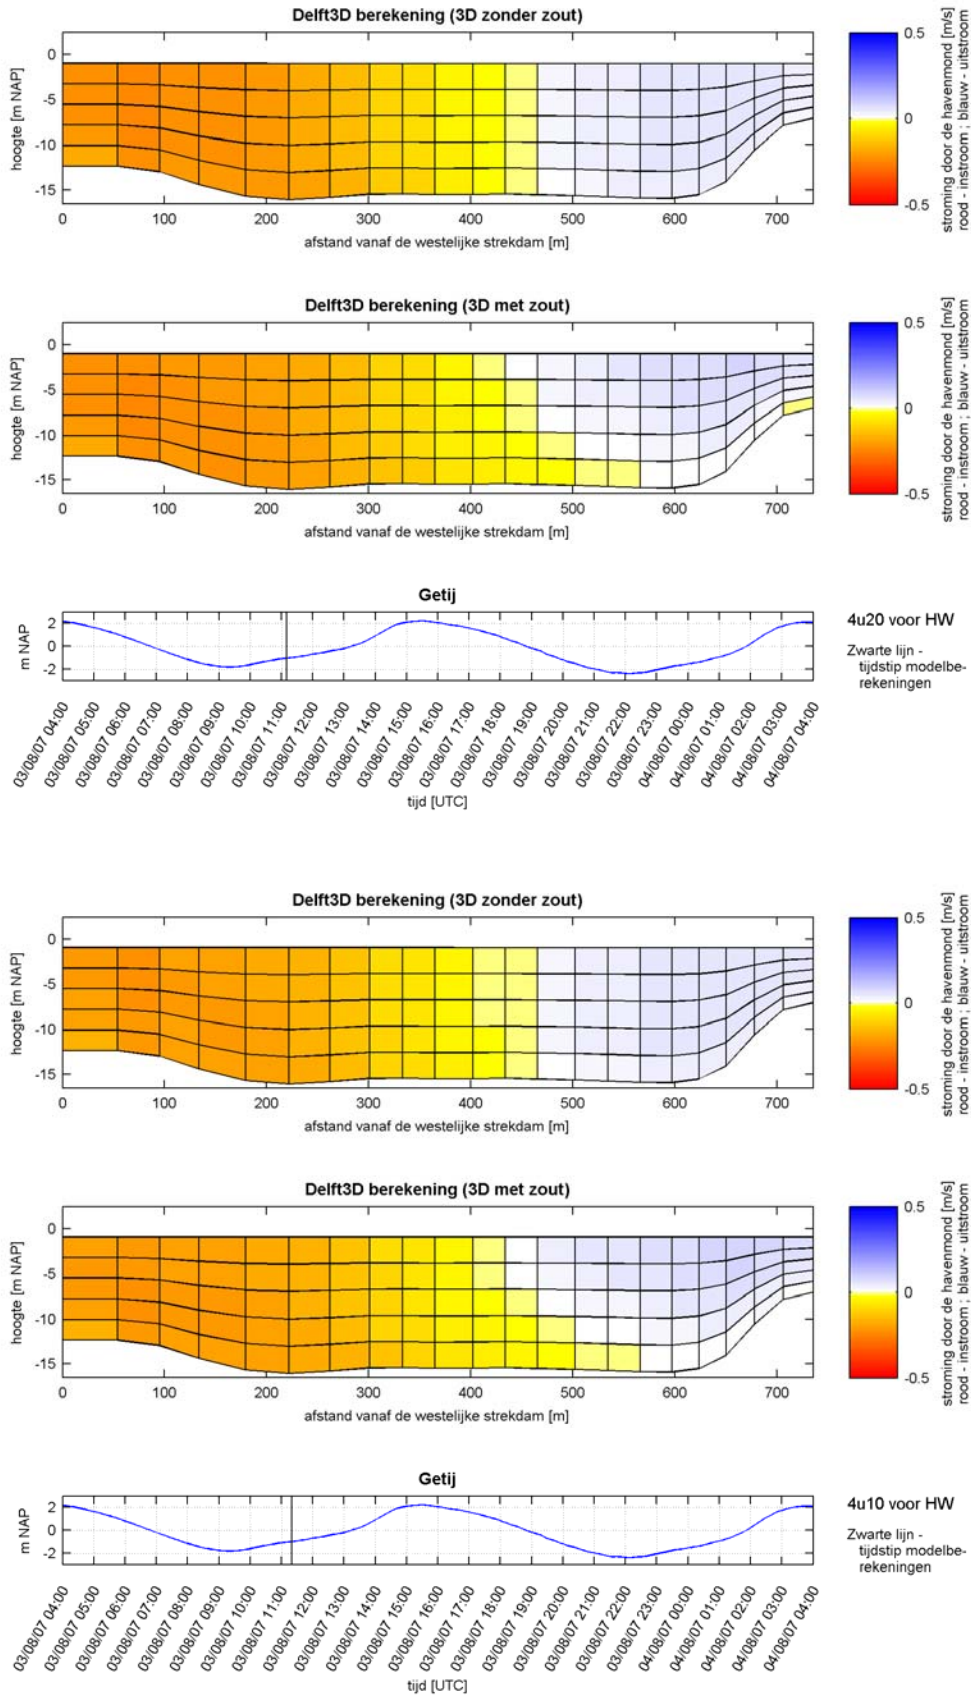 Delft3D berekening (3D zonder zout)
hoogte [m NAP]
0
-5
-10
-15
0 100 200 300 400 500 600 700
afstand vanaf de westelijke strekdam [m]
0.5
0
-0.5
stroming door de havenmond [m/s]
rood - instroom ; blauw - uitstroom
Delft3D berekening (3D met zout)
hoogte [m NAP]
0
-5
-10
-15
0 100 200 300 400 500 600 700
afstand vanaf de westelijke strekdam [m]
0.5
0
-0.5
stroming door de havenmond [m/s]
rood - instroom ; blauw - uitstroom
Getij
m NAP
2
0
-2
03/08/07 04:00
03/08/07 05:00
03/08/07 06:00
03/08/07 07:00
03/08/07 08:00
03/08/07 09:00
03/08/07 10:00
03/08/07 11:00
03/08/07 12:00
03/08/07 13:00
03/08/07 14:00
03/08/07 15:00
03/08/07 16:00
03/08/07 17:00
03/08/07 18:00
03/08/07 19:00
03/08/07 20:00
03/08/07 21:00
03/08/07 22:00
03/08/07 23:00
04/08/07 00:00
04/08/07 01:00
04/08/07 02:00
04/08/07 03:00
04/08/07 04:00
tijd [UTC]
4u20 voor HW
Zwarte lijn -
tijdstip modelbe-
rekeningen
Delft3D berekening (3D zonder zout)
hoogte [m NAP]
0
-5
-10
-15
0 100 200 300 400 500 600 700
afstand vanaf de westelijke strekdam [m]
0.5
0
-0.5
stroming door de havenmond [m/s]
rood - instroom ; blauw - uitstroom
Delft3D berekening (3D met zout)
hoogte [m NAP]
0
-5
-10
-15
0 100 200 300 400 500 600 700
afstand vanaf de westelijke strekdam [m]
0.5
0
-0.5
stroming door de havenmond [m/s]
rood - instroom ; blauw - uitstroom
Getij
m NAP
2
0
-2
03/08/07 04:00
03/08/07 05:00
03/08/07 06:00
03/08/07 07:00
03/08/07 08:00
03/08/07 09:00
03/08/07 10:00
03/08/07 11:00
03/08/07 12:00
03/08/07 13:00
03/08/07 14:00
03/08/07 15:00
03/08/07 16:00
03/08/07 17:00
03/08/07 18:00
03/08/07 19:00
03/08/07 20:00
03/08/07 21:00
03/08/07 22:00
03/08/07 23:00
04/08/07 00:00
04/08/07 01:00
04/08/07 02:00
04/08/07 03:00
04/08/07 04:00
tijd [UTC]
4u10 voor HW
Zwarte lijn -
tijdstip modelbe-
rekeningen